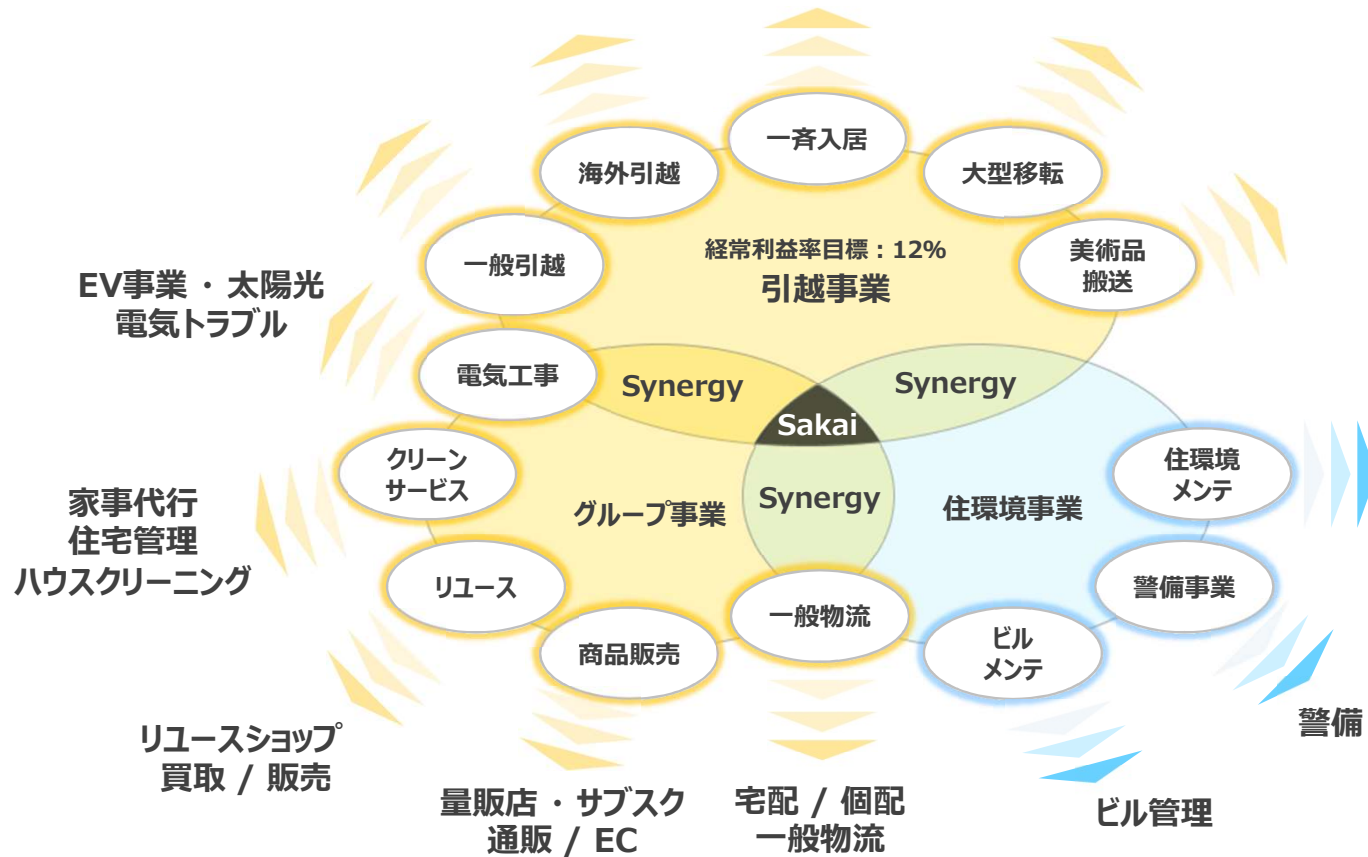 一斉入居
海外引越
大型移転
一般引越
経常利益率目標：12%
引越事業
美術品
搬送
EV事業 ・ 太陽光
電気トラブル
電気工事
Synergy
Synergy
Sakai
クリーン
サービス
住環境
メンテ
家事代行
住宅管理
ハウスクリーニング
グループ事業
Synergy
住環境事業
リユース
一般物流
警備事業
商品販売
ビル
メンテ
リユースショップ
買取 / 販売
警備
量販店 ・ サブスク
通販 / EC
宅配 / 個配
一般物流
ビル管理